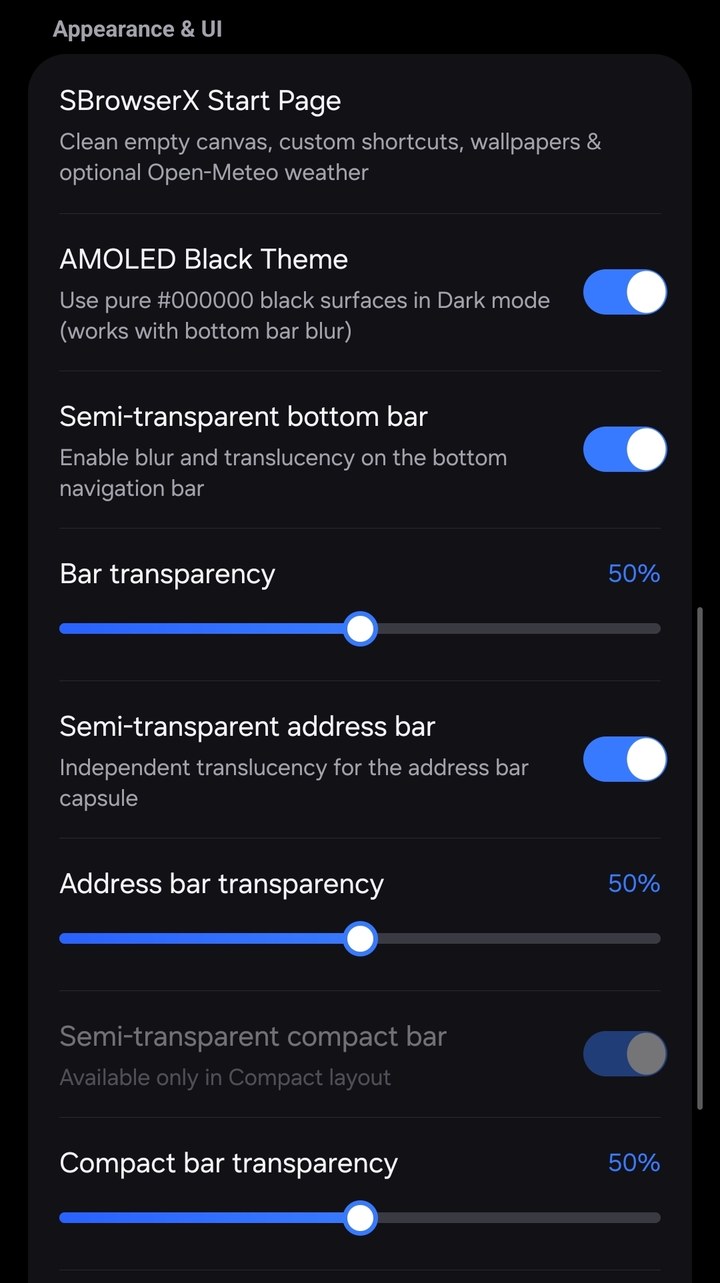 Appearance & UI
SBrowserX Start Page
Clean empty canvas, custom shortcuts, wallpapers &
optional Open-Meteo weather
AMOLED Black Theme
Use pure #000000 black surfaces in Dark mode
(works with bottom bar blur)
Semi-transparent bottom bar
Enable blur and translucency on the bottom
navigation bar
Bar transparency 50%
Semi-transparent address bar
Independent translucency for the address bar
capsule
Address bar transparency 50%
Semi-transparent compact bar
Available only in Compact layout
Compact bar transparency 50%